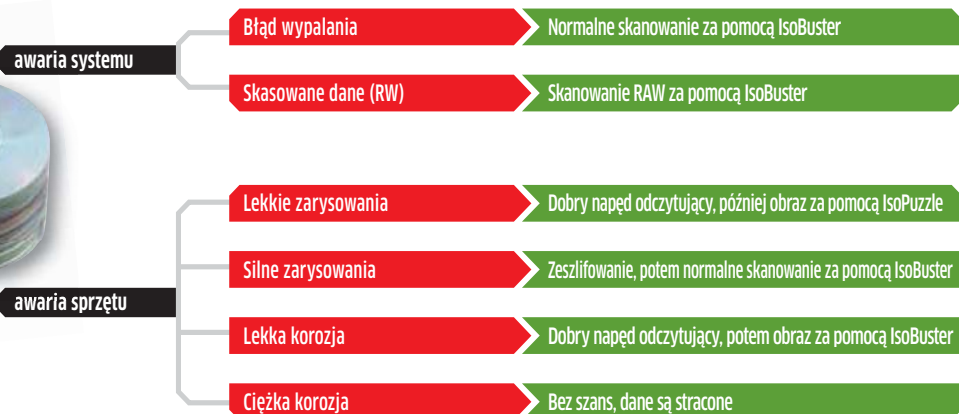 awaria systemu
Błąd wypalania
Normalne skanowanie za pomocą IsoBuster
Skasowane dane (RW)
Skanowanie RAW za pomocą IsoBuster
awaria sprzętu
Lekkie zarysowania
Dobry napęd odczytujący, później obraz za pomocą IsoPuzzle
Silne zarysowania
Zeszlifowanie, potem normalne skanowanie za pomocą IsoBuster
Lekka korozja
Dobry napęd odczytujący, potem obraz za pomocą IsoBuster
Ciężka korozja
Bez szans, dane są stracone